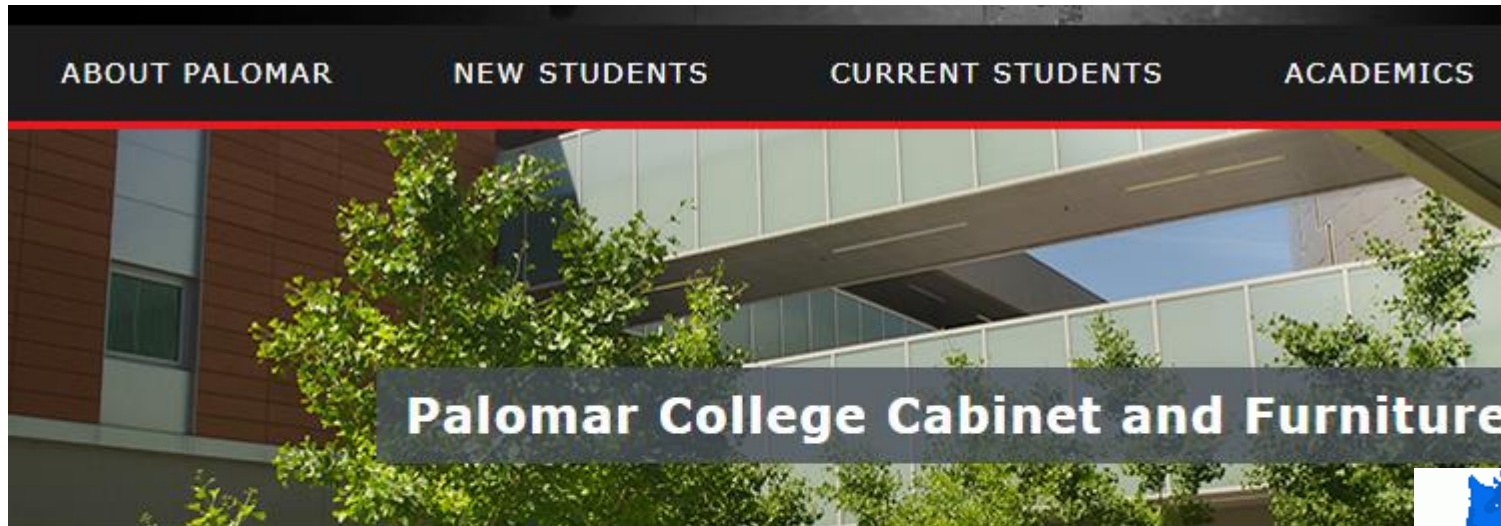 ABOUT PALOMAR NEW STUDENTS CURRENT STUDENTS ACADEMICS
Palomar College Cabinet and Furniture